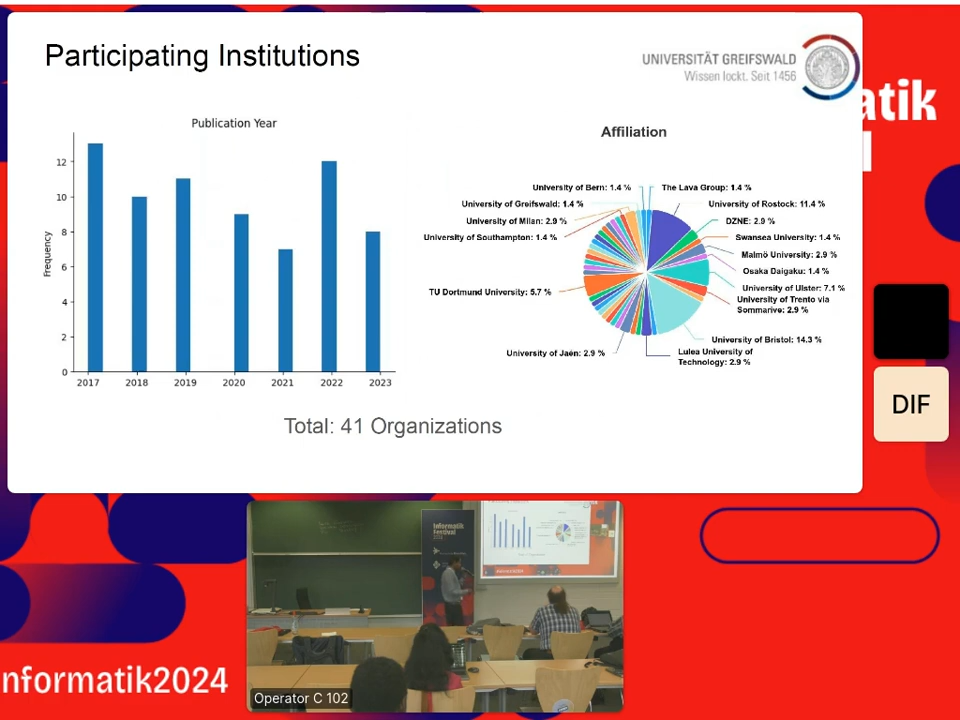 Participating Institutions
UNIVERSITÄT GREIFSWALD
Wissen lockt. Seit 1456
atik
Publication Year
Frequency
12
10
8
6
4
2
0
2017 2018 2019 2020 2021 2022 2023
Affiliation
University of Bern: 1.4 %
The Lava Group: 1.4 %
University of Greifswald: 1.4 %
University of Rostock: 11.4 %
University of Milan: 2.9 %
DZNE: 2.9 %
University of Southampton: 1.4 %
Swansea University: 1.4 %
Malmö University: 2.9 %
Osaka Daigaku: 1.4 %
TU Dortmund University: 5.7 %
University of Ulster: 7.1 %
University of Trento via
Sommarive: 2.9 %
University of Bristol: 14.3 %
University of Jaén: 2.9 %
Lulea University of
Technology: 2.9 %
Total: 41 Organizations
DIF
Informatik
Festival
nformatik2024
Operator C 102